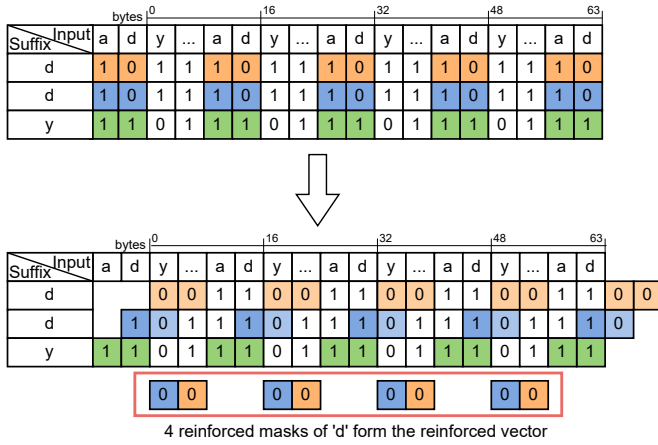 bytes 0 16 32 48 63
Suffix Input a d y ... a d y ... a d y ... a d y ... a d
d 1 0 1 1 1 0 1 1 1 0 1 1 1 0 1 1 1 0
d 1 0 1 1 1 0 1 1 1 0 1 1 1 0 1 1 1 0
y 1 1 0 1 1 1 0 1 1 1 0 1 1 1 0 1 1 1
bytes 0 16 32 48 63
Suffix Input a d y ... a d y ... a d y ... a d y ... a d
d 0 0 1 1 0 0 1 1 0 0 1 1 0 0 1 1 0 0
d 1 0 1 1 1 0 1 1 1 0 1 1 1 0 1 1 1 0
y 1 1 0 1 1 1 0 1 1 1 0 1 1 1 0 1 1 1
0 0 0 0 0 0 0 0
4 reinforced masks of 'd' form the reinforced vector